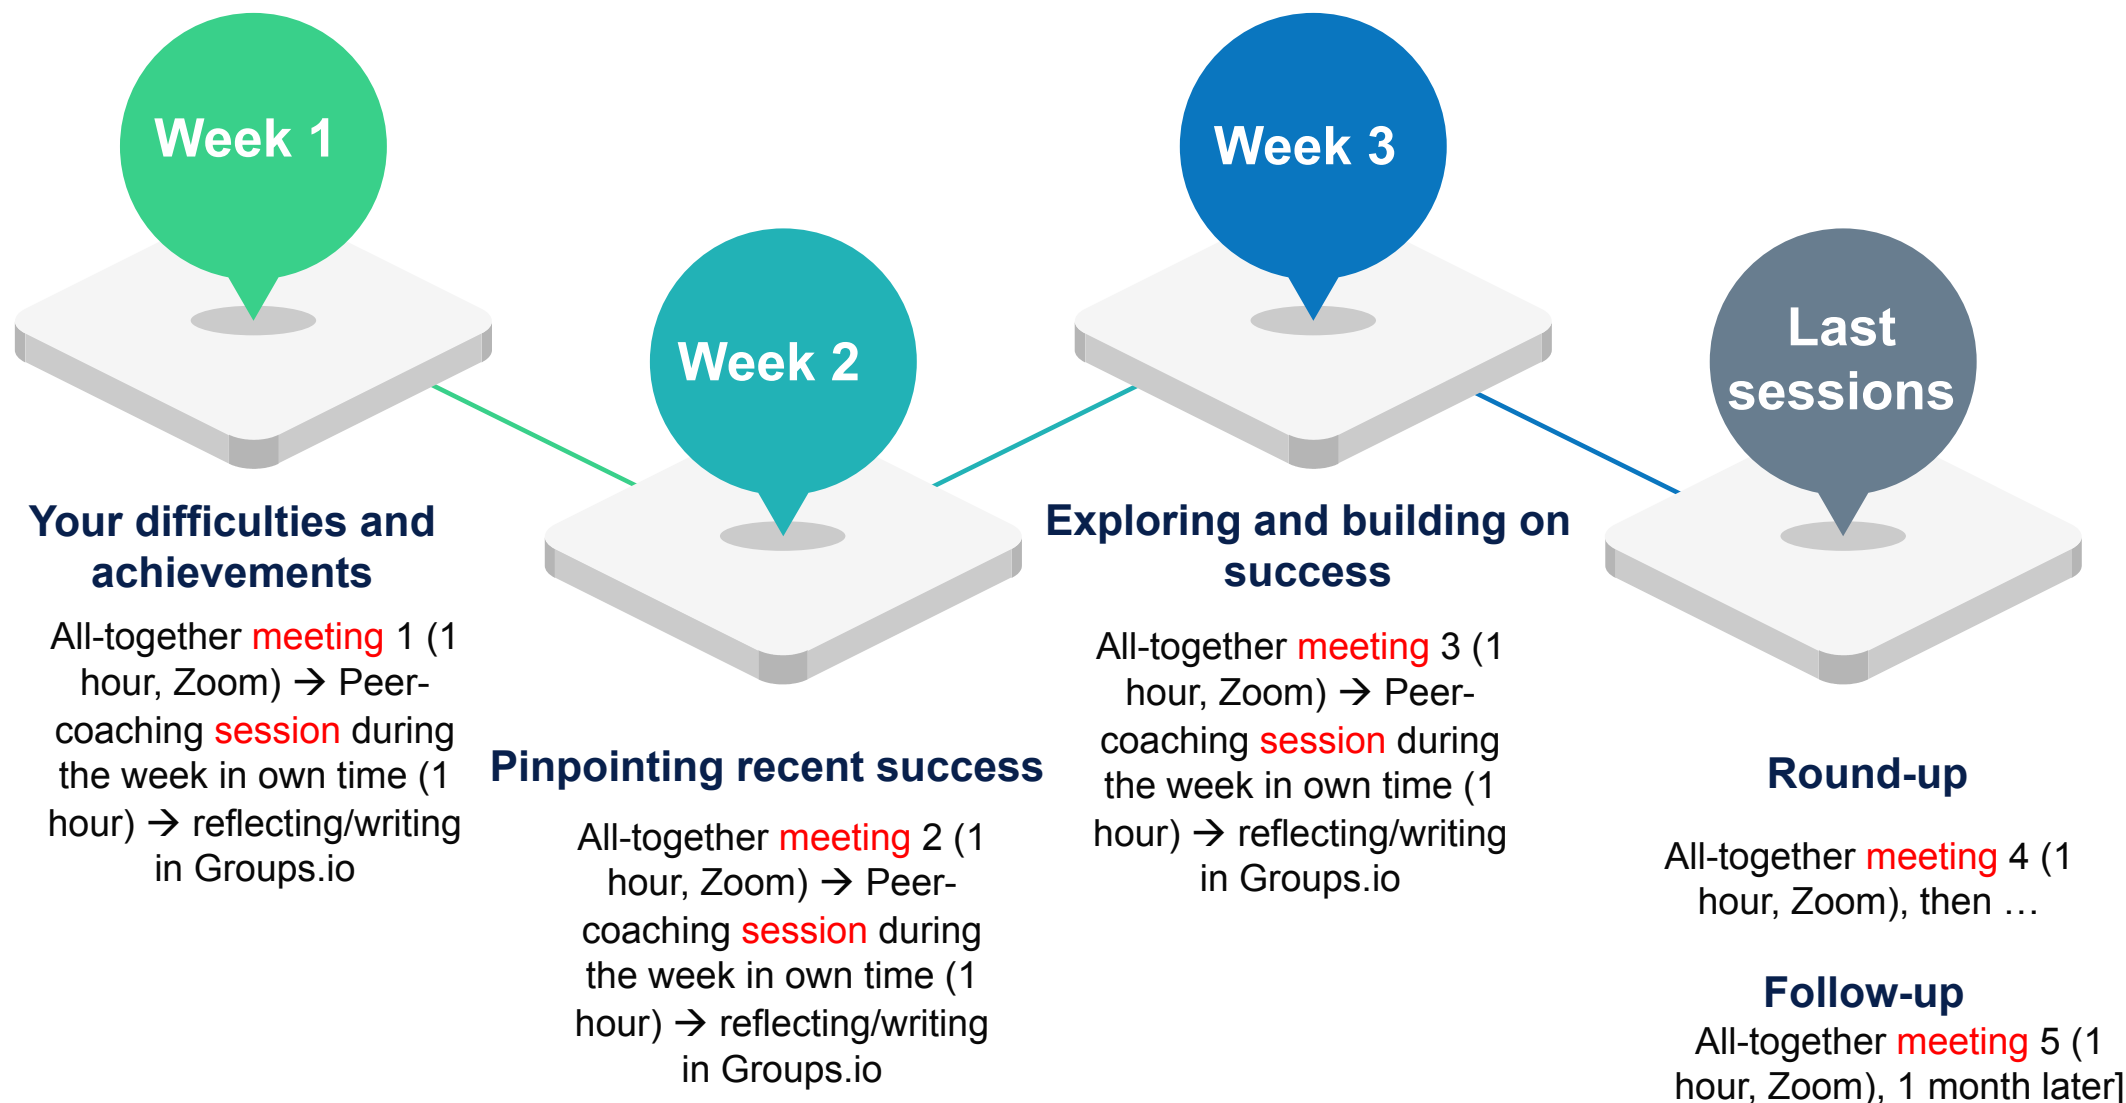 Week 1
Your difficulties and
achievements
All-together meeting 1 (1
hour, Zoom) → Peer-
coaching session during
the week in own time (1
hour) → reflecting/writing
in Groups.io
Week 2
Pinpointing recent success
All-together meeting 2 (1
hour, Zoom) → Peer-
coaching session during
the week in own time (1
hour) → reflecting/writing
in Groups.io
Week 3
Exploring and building on
success
All-together meeting 3 (1
hour, Zoom) → Peer-
coaching session during
the week in own time (1
hour) → reflecting/writing
in Groups.io
Last
sessions
Round-up
All-together meeting 4 (1
hour, Zoom), then …
Follow-up
All-together meeting 5 (1
hour, Zoom), 1 month later]